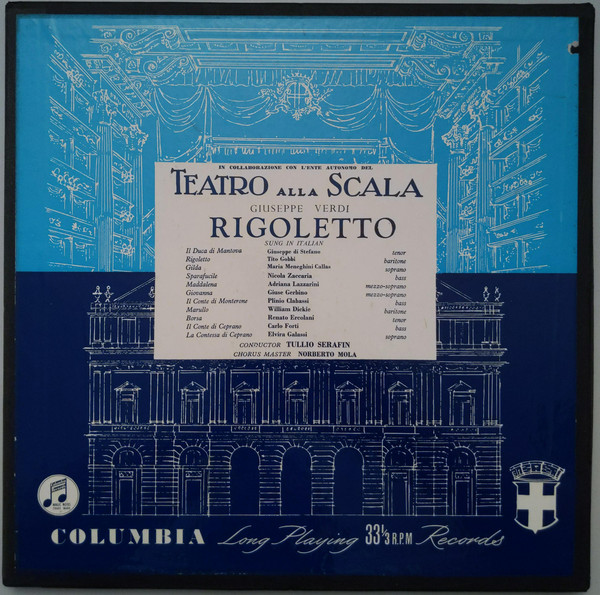 IN COLLABORAZIONE CON L'ENTE AUTONOMO DEL
TEATRO ALLA SCALA
GIUSEPPE VERDI
RIGOLETTO
SUNG IN ITALIAN
Il Duca di Mantova Giuseppe di Stefano tenor
Rigoletto Tito Gobbi baritone
Gilda Maria Meneghini Callas soprano
Sparafucile Nicola Zaccaria bass
Maddalena Adriana Lazzarini mezzo-soprano
Giovanna Giuse Gerbino mezzo-soprano
Il Conte di Monterone Plinio Clabassi bass
Marullo William Dickie baritone
Borsa Renato Ercolani tenor
Il Conte di Ceprano Carlo Forti bass
La Contessa di Ceprano Elvira Galassi soprano
CONDUCTOR TULLIO SERAFIN
CHORUS MASTER NORBERTO MOLA
COLUMBIA Long Playing 33⅓ R.P.M Records